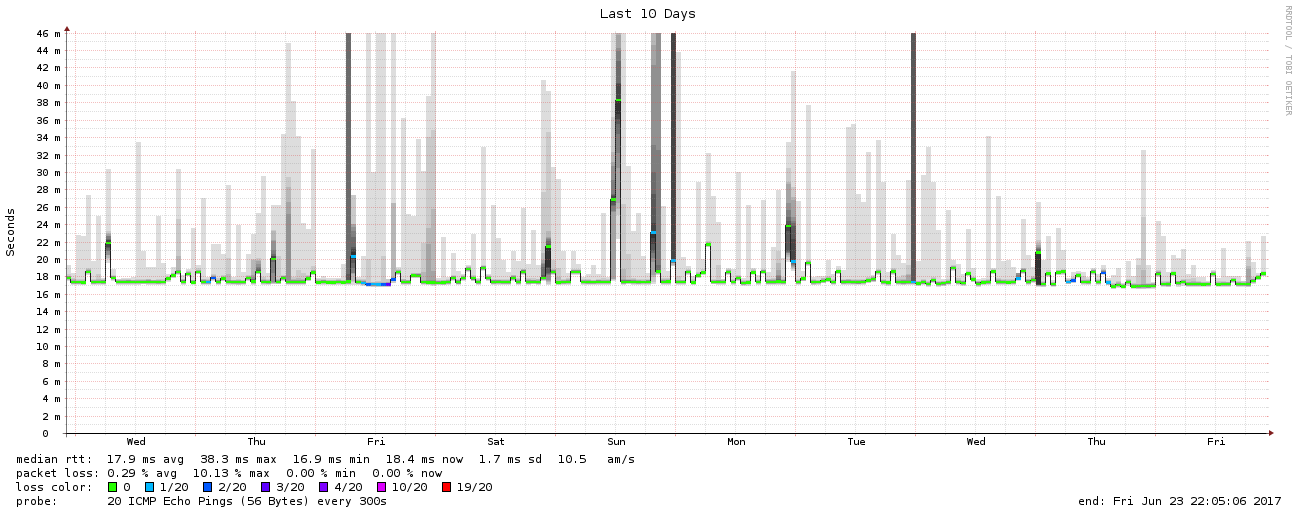 Last 10 Days
RRDTOOL / TOBI OETIKER
Seconds
46 m
44 m
42 m
40 m
38 m
36 m
34 m
32 m
30 m
28 m
26 m
24 m
22 m
20 m
18 m
16 m
14 m
12 m
10 m
8 m
6 m
4 m
2 m
0
Wed Thu Fri Sat Sun Mon Tue Wed Thu Fri
median rtt: 17.9 ms avg 38.3 ms max 16.9 ms min 18.4 ms now 1.7 ms sd 10.5 am/s
packet loss: 0.29 % avg 10.13 % max 0.00 % min 0.00 % now
loss color: 0 1/20 2/20 3/20 4/20 10/20 19/20
probe: 20 ICMP Echo Pings (56 Bytes) every 300s end: Fri Jun 23 22:05:06 2017